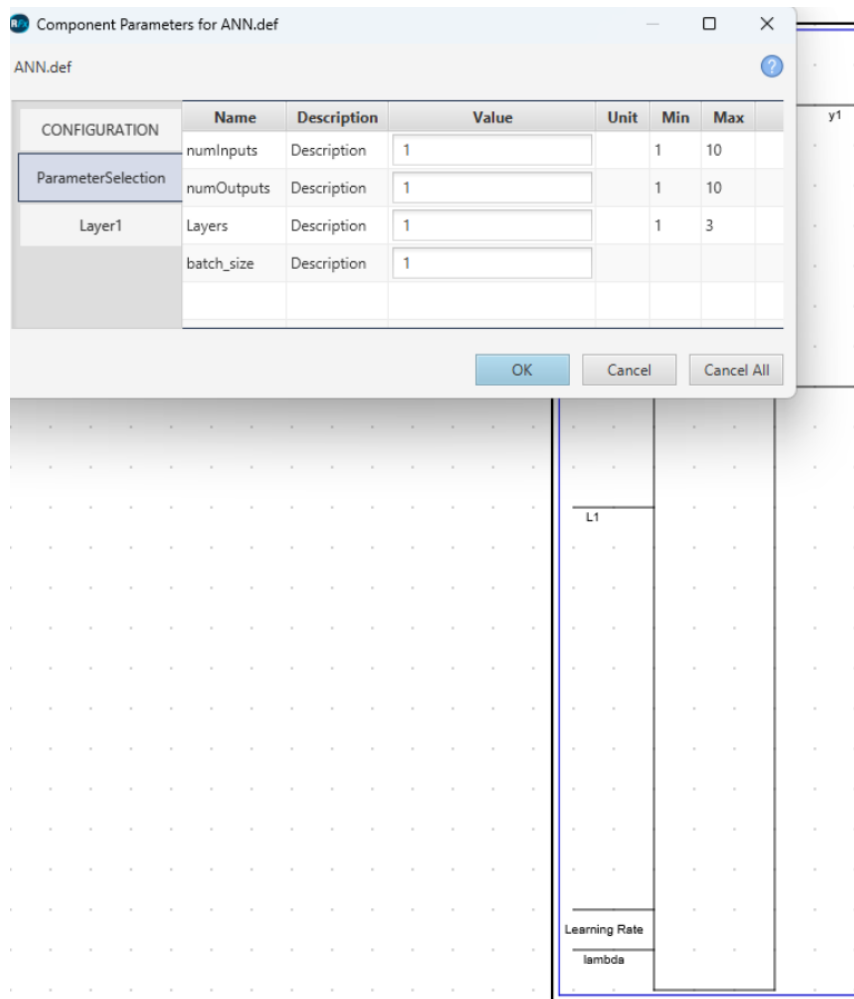 RFX Component Parameters for ANN.def
ANN.def
?
CONFIGURATION
ParameterSelection
Layer1
Name Description Value Unit Min Max
numInputs Description 1 1 10
numOutputs Description 1 1 10
Layers Description 1 1 3
batch_size Description 1
OK Cancel Cancel All
y1
L1
Learning Rate
lambda